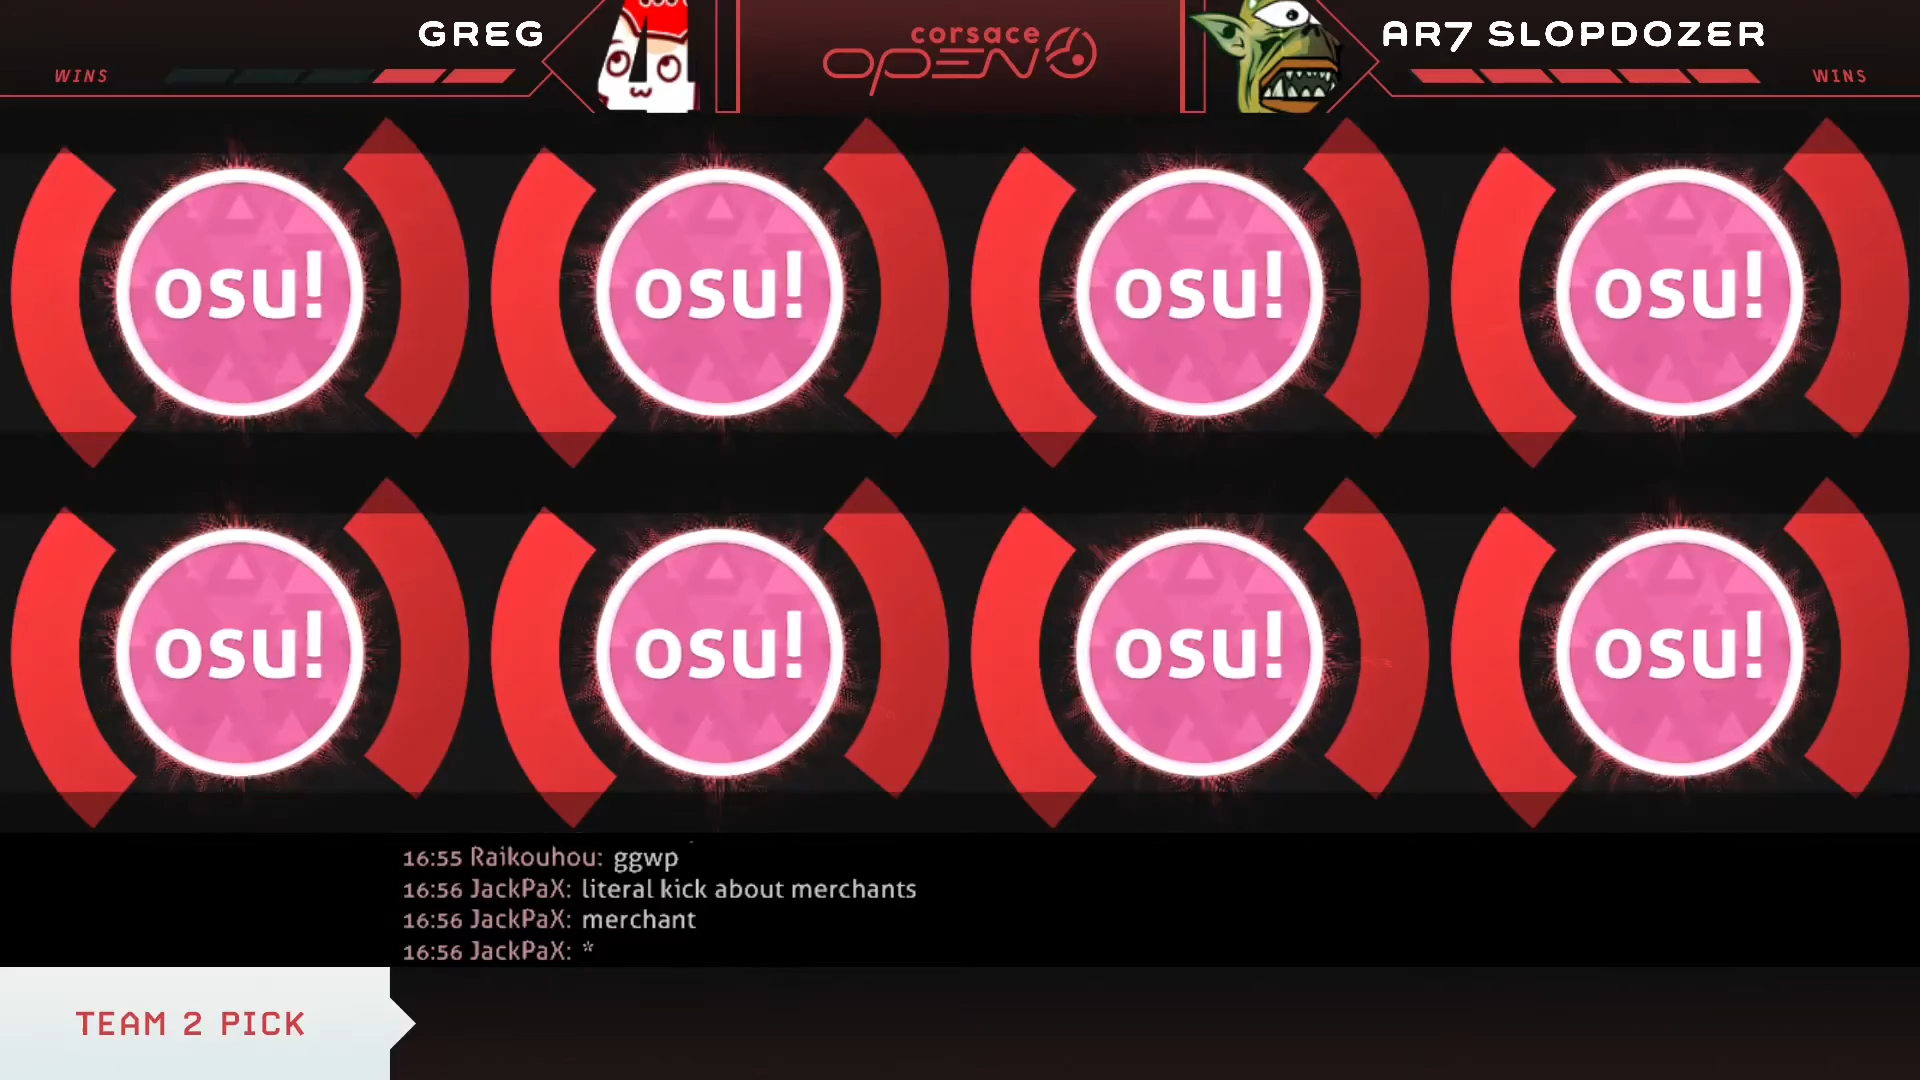 GREG
corsace
OPEN
AR7 SLOPDOZER
WINS
WINS
osu!
osu!
osu!
osu!
osu!
osu!
osu!
osu!
16:55 Raikouhou: ggwp
16:56 JackPaX: literal kick about merchants
16:56 JackPaX: merchant
16:56 JackPaX: *
TEAM 2 PICK